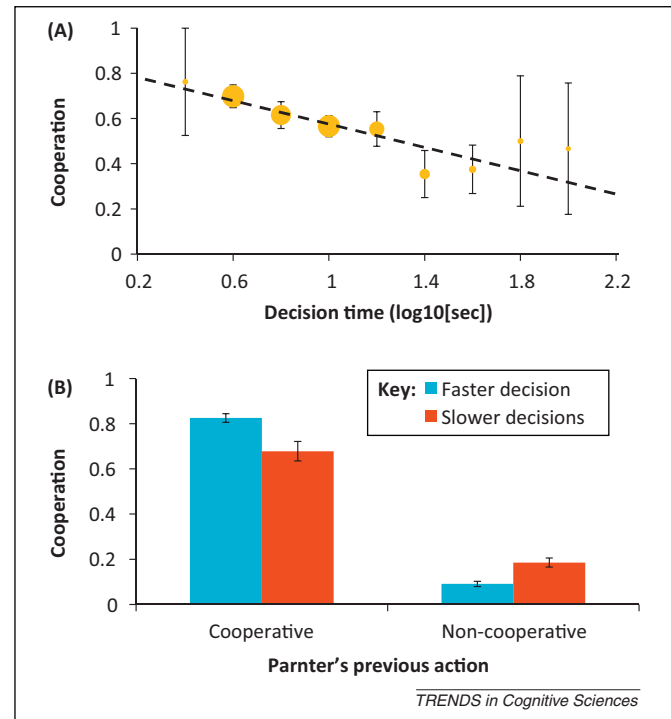 (A)
1
0.8
0.6
0.4
0.2
0
Cooperation
0.2 0.6 1 1.4 1.8 2.2
Decision time (log10[sec])
(B)
Key: Faster decision
Slower decisions
1
0.8
0.6
0.4
0.2
0
Cooperation
Cooperative Non-cooperative
Parnter's previous action
TRENDS in Cognitive Sciences